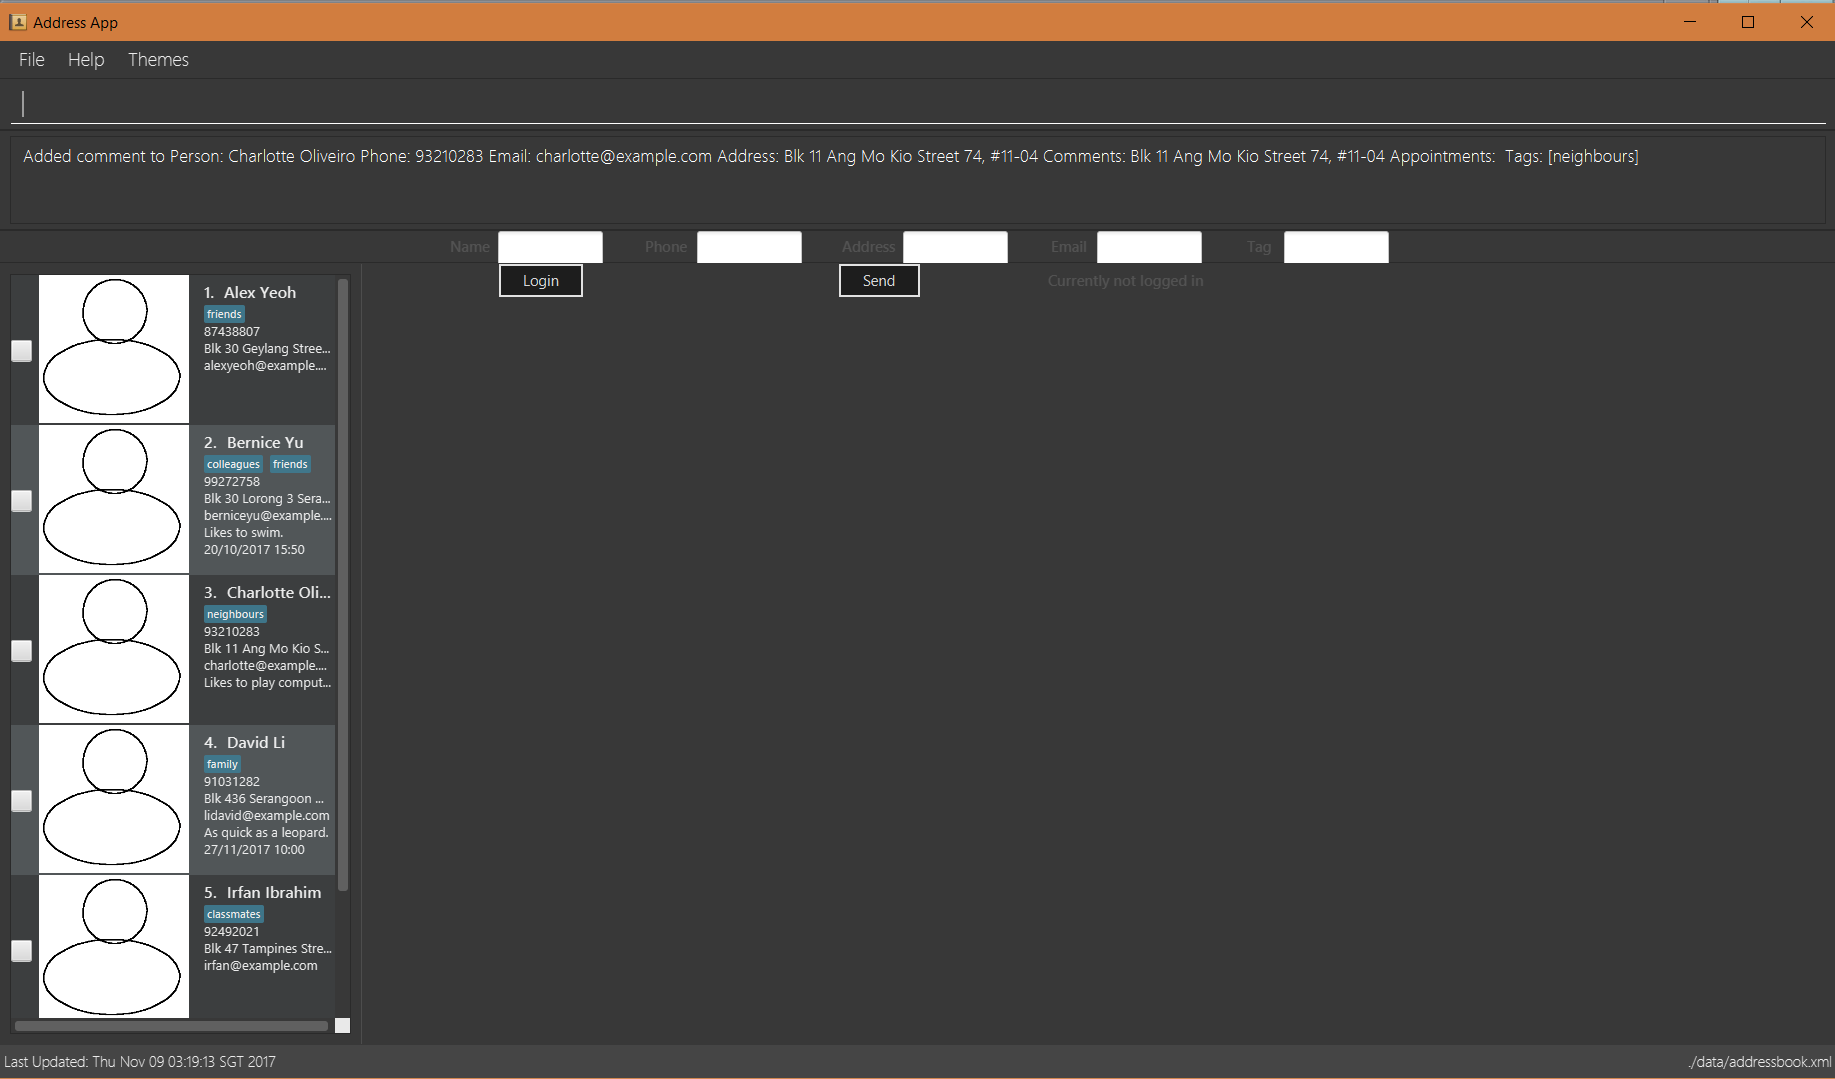 Address App
File Help Themes
Added comment to Person: Charlotte Oliveiro Phone: 93210283 Email: charlotte@example.com Address: Blk 11 Ang Mo Kio Street 74, #11-04 Comments: Blk 11 Ang Mo Kio Street 74, #11-04 Appointments:  Tags: [neighbours]
Name Phone Address Email Tag
Login Send Currently not logged in
1. Alex Yeoh
friends
87438807
Blk 30 Geylang Stree...
alexyeoh@example....
2. Bernice Yu
colleagues friends
99272758
Blk 30 Lorong 3 Sera...
berniceyu@example....
Likes to swim.
20/10/2017 15:50
3. Charlotte Oli...
neighbours
93210283
Blk 11 Ang Mo Kio S...
charlotte@example....
Likes to play comput...
4. David Li
family
91031282
Blk 436 Serangoon ...
lidavid@example.com
As quick as a leopard.
27/11/2017 10:00
5. Irfan Ibrahim
classmates
92492021
Blk 47 Tampines Stre...
irfan@example.com
Last Updated: Thu Nov 09 03:19:13 SGT 2017
./data/addressbook.xml